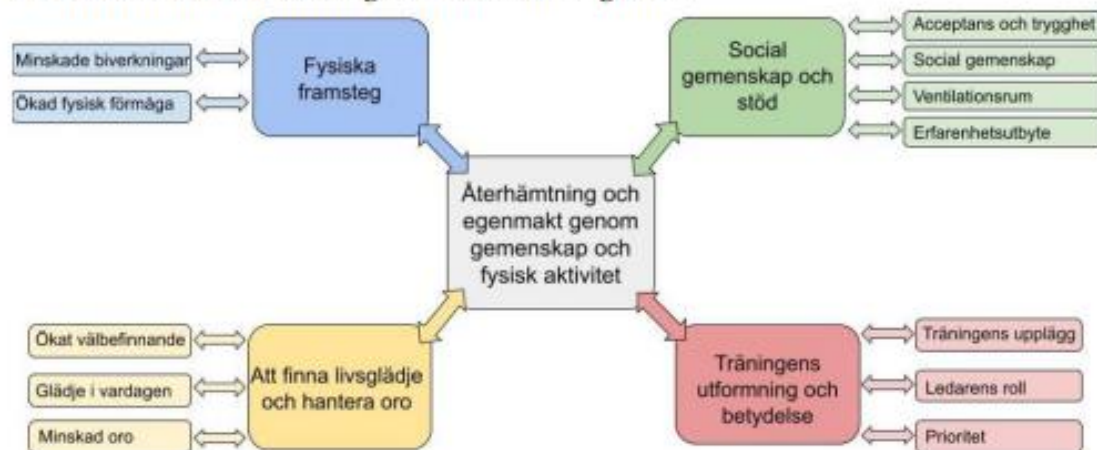 Minskade biverkningar
Ökad fysisk förmåga
Fysiska
framsteg
Social
gemenskap och
stöd
Acceptans och trygghet
Social gemenskap
Ventilationsrum
Erfarenhetsutbyte
Återhämtning och
egenmakt genom
gemenskap och
fysisk aktivitet
Ökat välbefinnande
Glädje i vardagen
Minskad oro
Att finna livsglädje
och hantera oro
Träningens
utformning och
betydelse
Träningens upplägg
Ledarens roll
Prioritet